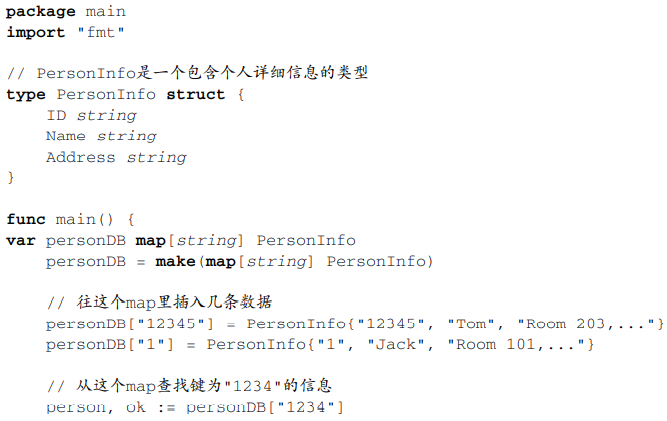 package main
import "fmt"

// PersonInfo是一个包含个人详细信息的类型
type PersonInfo struct {
    ID string
    Name string
    Address string
}

func main() {
var personDB map[string] PersonInfo
    personDB = make(map[string] PersonInfo)

    // 往这个map里插入几条数据
    personDB["12345"] = PersonInfo{"12345", "Tom", "Room 203,..."}
    personDB["1"] = PersonInfo{"1", "Jack", "Room 101,..."}

    // 从这个map查找键为"1234"的信息
    person, ok := personDB["1234"]